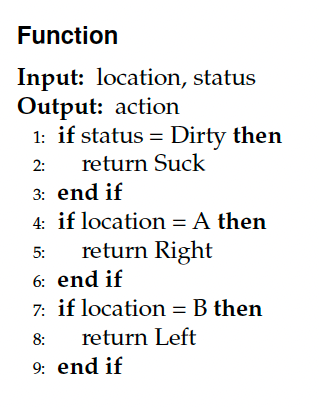 Function
Input: location, status
Output: action
1: if status = Dirty then
2: return Suck
3: end if
4: if location = A then
5: return Right
6: end if
7: if location = B then
8: return Left
9: end if